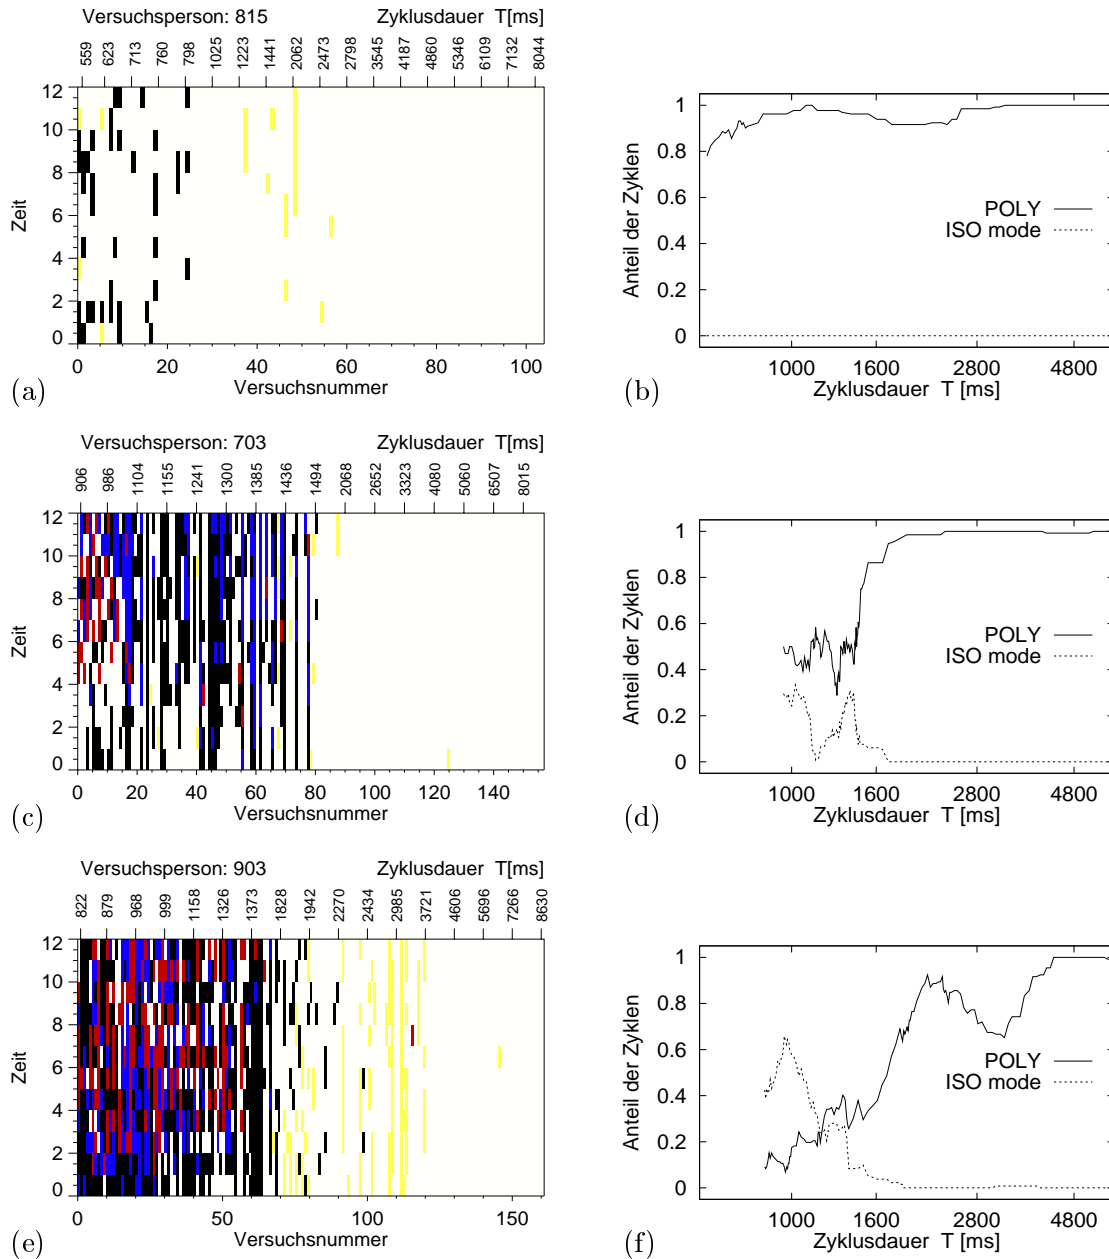 Versuchsperson: 815 Zyklusdauer T[ms]
559 623 713 760 798 1025 1223 1441 2062 2473 2798 3545 4187 4860 5346 6109 7132 8044
12
10
8
6
4
2
0
Zeit
0 20 40 60 80 100
Versuchsnummer
(a)
1
0.8
0.6
0.4
0.2
0
Anteil der Zyklen
POLY
ISO mode
1000 1600 2800 4800
Zyklusdauer T [ms]
(b)
Versuchsperson: 703 Zyklusdauer T[ms]
906 986 1104 1155 1241 1300 1385 1436 1494 2068 2652 3323 4080 5060 6507 8015
12
10
8
6
4
2
0
Zeit
0 20 40 60 80 100 120 140
Versuchsnummer
(c)
1
0.8
0.6
0.4
0.2
0
Anteil der Zyklen
POLY
ISO mode
1000 1600 2800 4800
Zyklusdauer T [ms]
(d)
Versuchsperson: 903 Zyklusdauer T[ms]
822 879 968 999 1158 1326 1373 1828 1942 2270 2434 2985 3721 4606 5696 7266 8630
12
10
8
6
4
2
0
Zeit
0 50 100 150
Versuchsnummer
(e)
1
0.8
0.6
0.4
0.2
0
Anteil der Zyklen
POLY
ISO mode
1000 1600 2800 4800
Zyklusdauer T [ms]
(f)